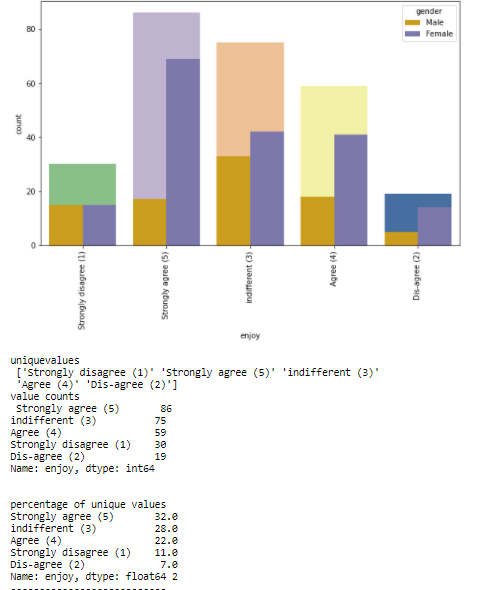 gender
Male
Female
80
60
40
20
0
count
Strongly disagree (1)
Strongly agree (5)
indifferent (3)
Agree (4)
Dis-agree (2)
enjoy
uniquevalues
['Strongly disagree (1)' 'Strongly agree (5)' 'indifferent (3)'
'Agree (4)' 'Dis-agree (2)']
value counts
Strongly agree (5) 86
indifferent (3) 75
Agree (4) 59
Strongly disagree (1) 30
Dis-agree (2) 19
Name: enjoy, dtype: int64
percentage of unique values
Strongly agree (5) 32.0
indifferent (3) 28.0
Agree (4) 22.0
Strongly disagree (1) 11.0
Dis-agree (2) 7.0
Name: enjoy, dtype: float64 2
--------------------------